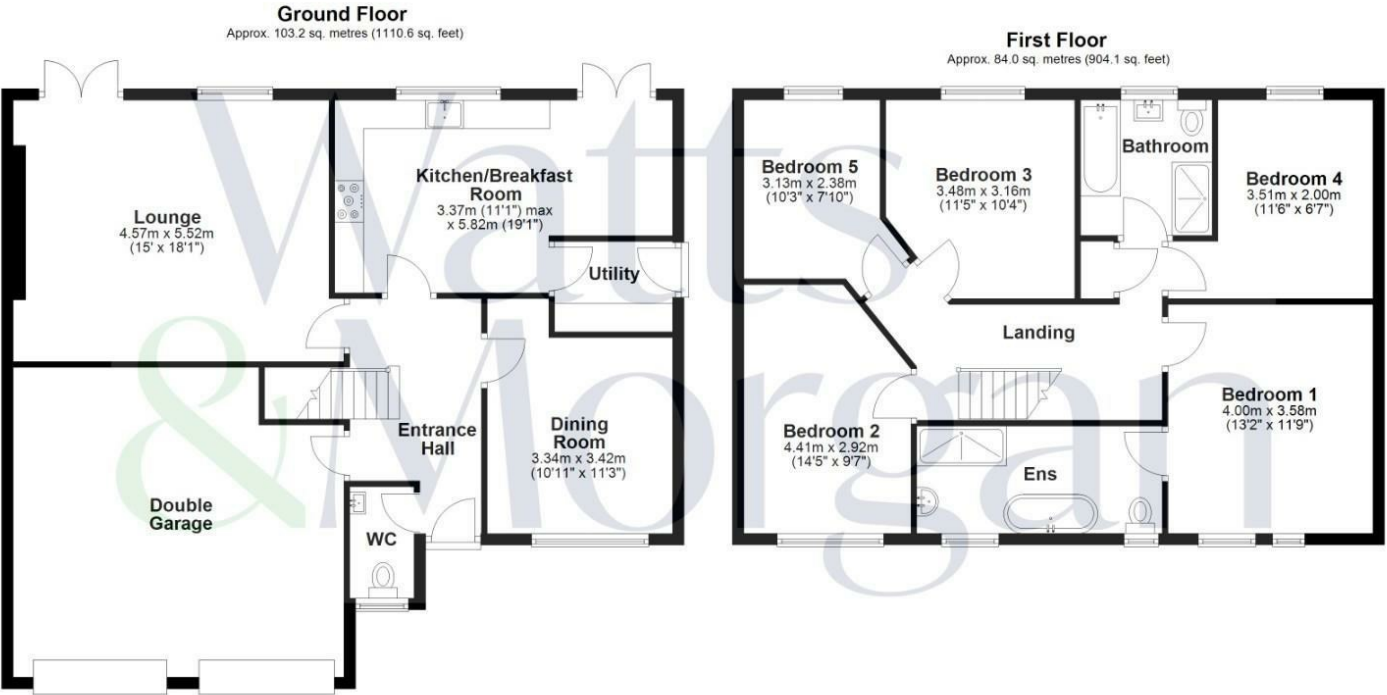 Ground Floor
Approx. 103.2 sq. metres (1110.6 sq. feet)
Lounge
4.57m x 5.52m
(15' x 18'1")
Kitchen/Breakfast
Room
3.37m (11'1") max
x 5.82m (19'1")
Utility
Entrance
Hall
Dining
Room
3.34m x 3.42m
(10'11" x 11'3")
Double
Garage
WC
First Floor
Approx. 84.0 sq. metres (904.1 sq. feet)
Bedroom 5
3.13m x 2.38m
(10'3" x 7'10")
Bedroom 3
3.48m x 3.16m
(11'5" x 10'4")
Bathroom
Bedroom 4
3.51m x 2.00m
(11'6" x 6'7")
Landing
Bedroom 2
4.41m x 2.92m
(14'5" x 9'7")
Ens
Bedroom 1
4.00m x 3.58m
(13'2" x 11'9")
Watts
&Morgan